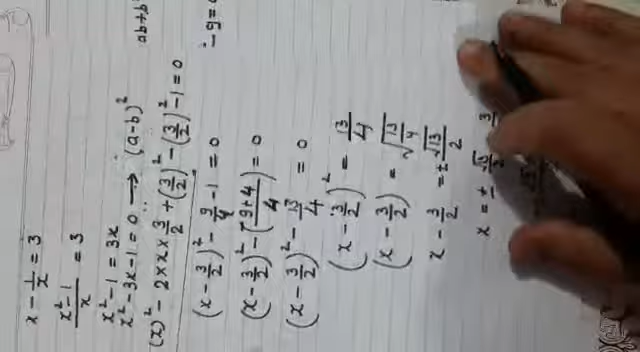 x - 1/x = 3
x² - 1 / x = 3
x² - 1 = 3x
x² - 3x - 1 = 0 → (a-b)²
(x)² - 2 × x × 3/2 + (3/2)² - (3/2)² - 1 = 0
(x - 3/2)² - 9/4 - 1 = 0
(x - 3/2)² - (9+4/4) = 0
(x - 3/2)² - 13/4 = 0
(x - 3/2)² = 13/4
(x - 3/2) = √13/4
x - 3/2 = ± √13/2
x = ± √13/2 3